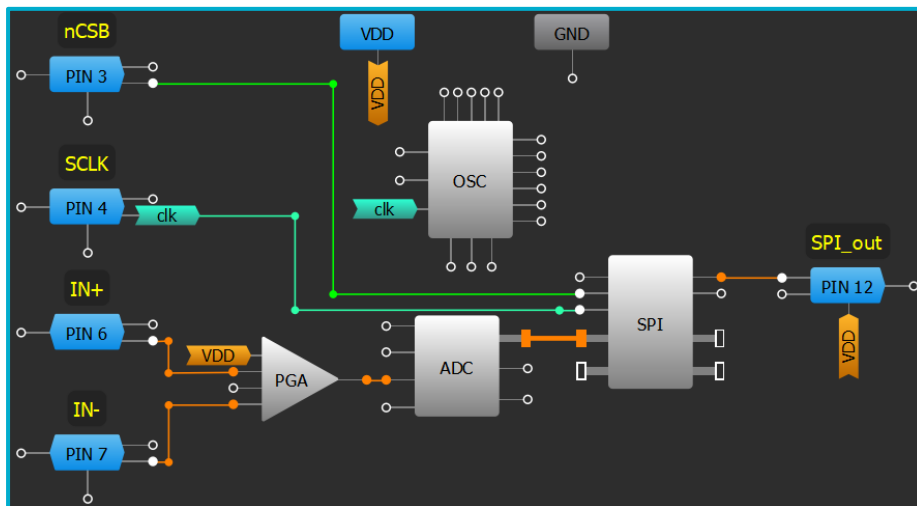 nCSB
PIN 3
VDD
VDD
GND
SCLK
PIN 4
clk
OSC
clk
IN+
PIN 6
VDD
PGA
ADC
SPI
SPI_out
PIN 12
VDD
IN-
PIN 7